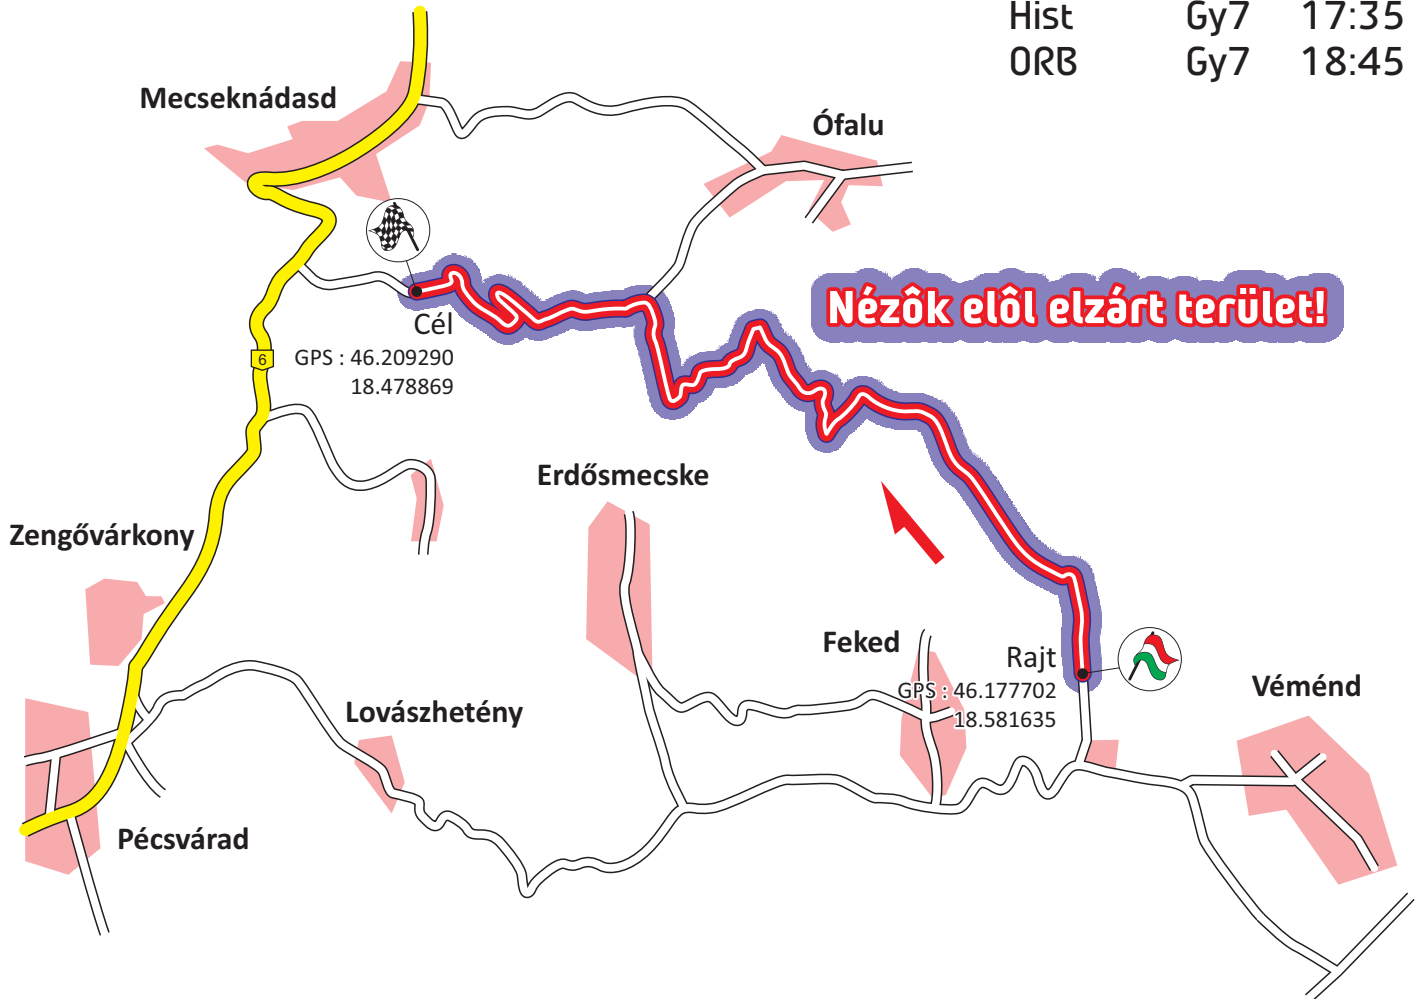 Hist Gy7 17:35
ORB Gy7 18:45
Mecseknádasd
Ófalu
Nézôk elôl elzárt terület!
Cél
GPS : 46.209290
18.478869
6
Erdősmecske
Zengővárkony
Feked
Rajt
GPS : 46.177702
18.581635
Véménd
Lovászhetény
Pécsvárad